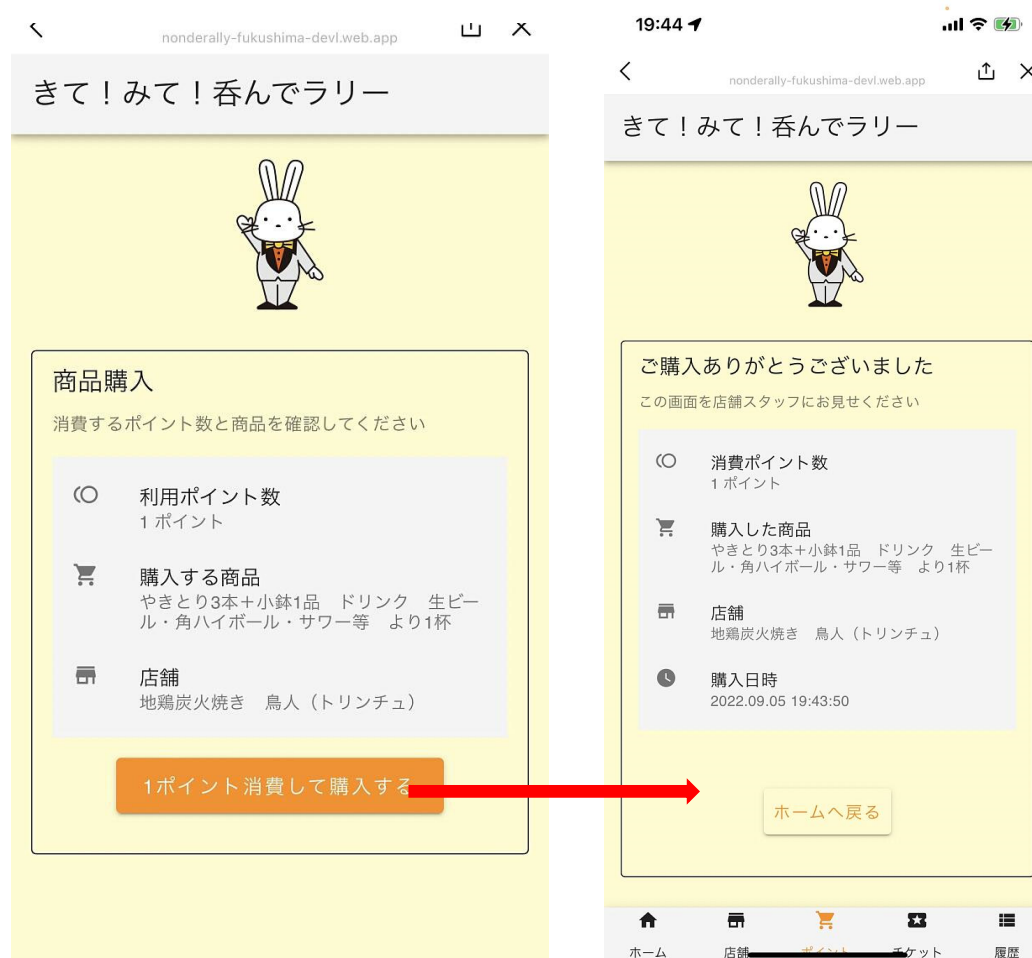 nonderally-fukushima-devl.web.app
きて！みて！呑んでラリー
商品購入
消費するポイント数と商品を確認してください
利用ポイント数
1 ポイント
購入する商品
やきとり3本＋小鉢1品　ドリンク　生ビー
ル・角ハイボール・サワー等　より1杯
店舗
地鶏炭火焼き　鳥人（トリンチュ）
1ポイント消費して購入する
19:44
nonderally-fukushima-devl.web.app
きて！みて！呑んでラリー
ご購入ありがとうございました
この画面を店舗スタッフにお見せください
消費ポイント数
1 ポイント
購入した商品
やきとり3本＋小鉢1品　ドリンク　生ビー
ル・角ハイボール・サワー等　より1杯
店舗
地鶏炭火焼き　鳥人（トリンチュ）
購入日時
2022.09.05 19:43:50
ホームへ戻る
ホーム
店舗
ポイント
チケット
履歴